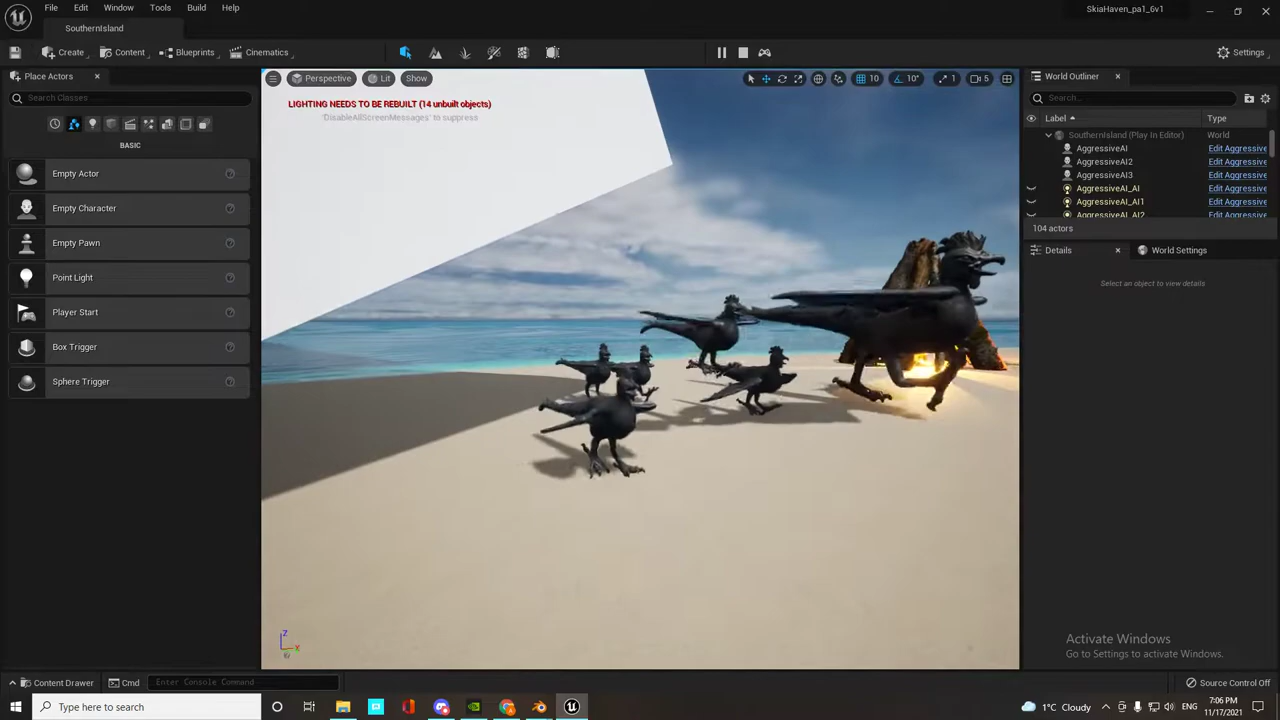 File Edit Window Tools Build Help
SkiaHaven_pa1_6v1
SouthernIsland
Create Content Blueprints Cinematics Settings
Place Actors
Search Classes
BASIC
Empty Actor
Empty Character
Empty Pawn
Point Light
Player Start
Box Trigger
Sphere Trigger
Perspective Lit Show
10 10° 1 5
LIGHTING NEEDS TO BE REBUILT (14 unbuilt objects)
'DisableAllScreenMessages' to suppress
World Outliner
Search...
Label Type
SouthernIsland (Play In Editor) World
AggressiveAI Edit Aggressive
AggressiveAI2 Edit Aggressive
AggressiveAI3 Edit Aggressive
AggressiveAI_AI Edit Aggressive
AggressiveAI_AI1 Edit Aggressive
AggressiveAI_AI2 Edit Aggressive
104 actors
Details World Settings
Select an object to view details
Z
X
Activate Windows
Go to Settings to activate Windows.
Content Drawer Cmd Enter Console Command Source Control Off
Type here to search
1°C Cloudy ENG 7:06 PM
11/17/2021